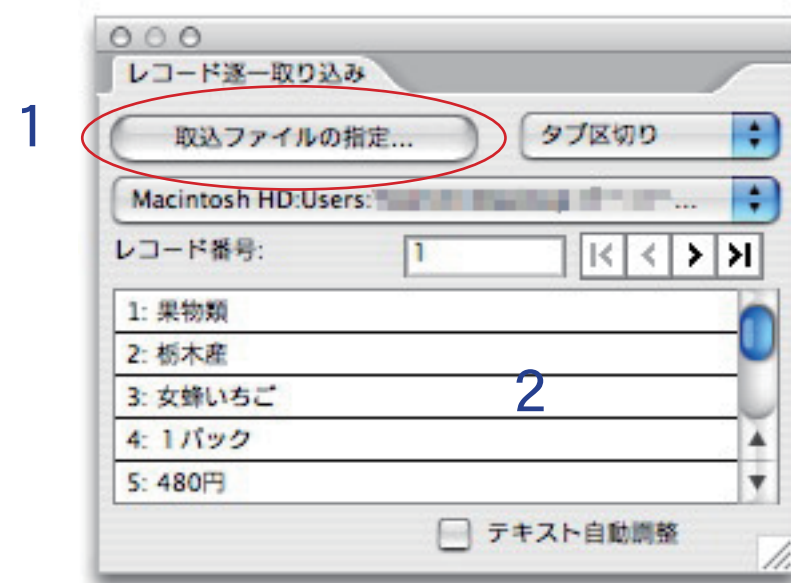 レコード逐一取り込み
1
取込ファイルの指定...
タブ区切り
Macintosh HD:Users:
...
レコード番号:
1
1: 果物類
2: 栃木産
3: 女蜂いちご
2
4: 1パック
5: 480円
テキスト自動調整